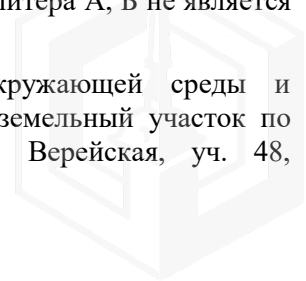 литера А, В не является
кружающей среды и
земельный участок по
Верейская, уч. 48,